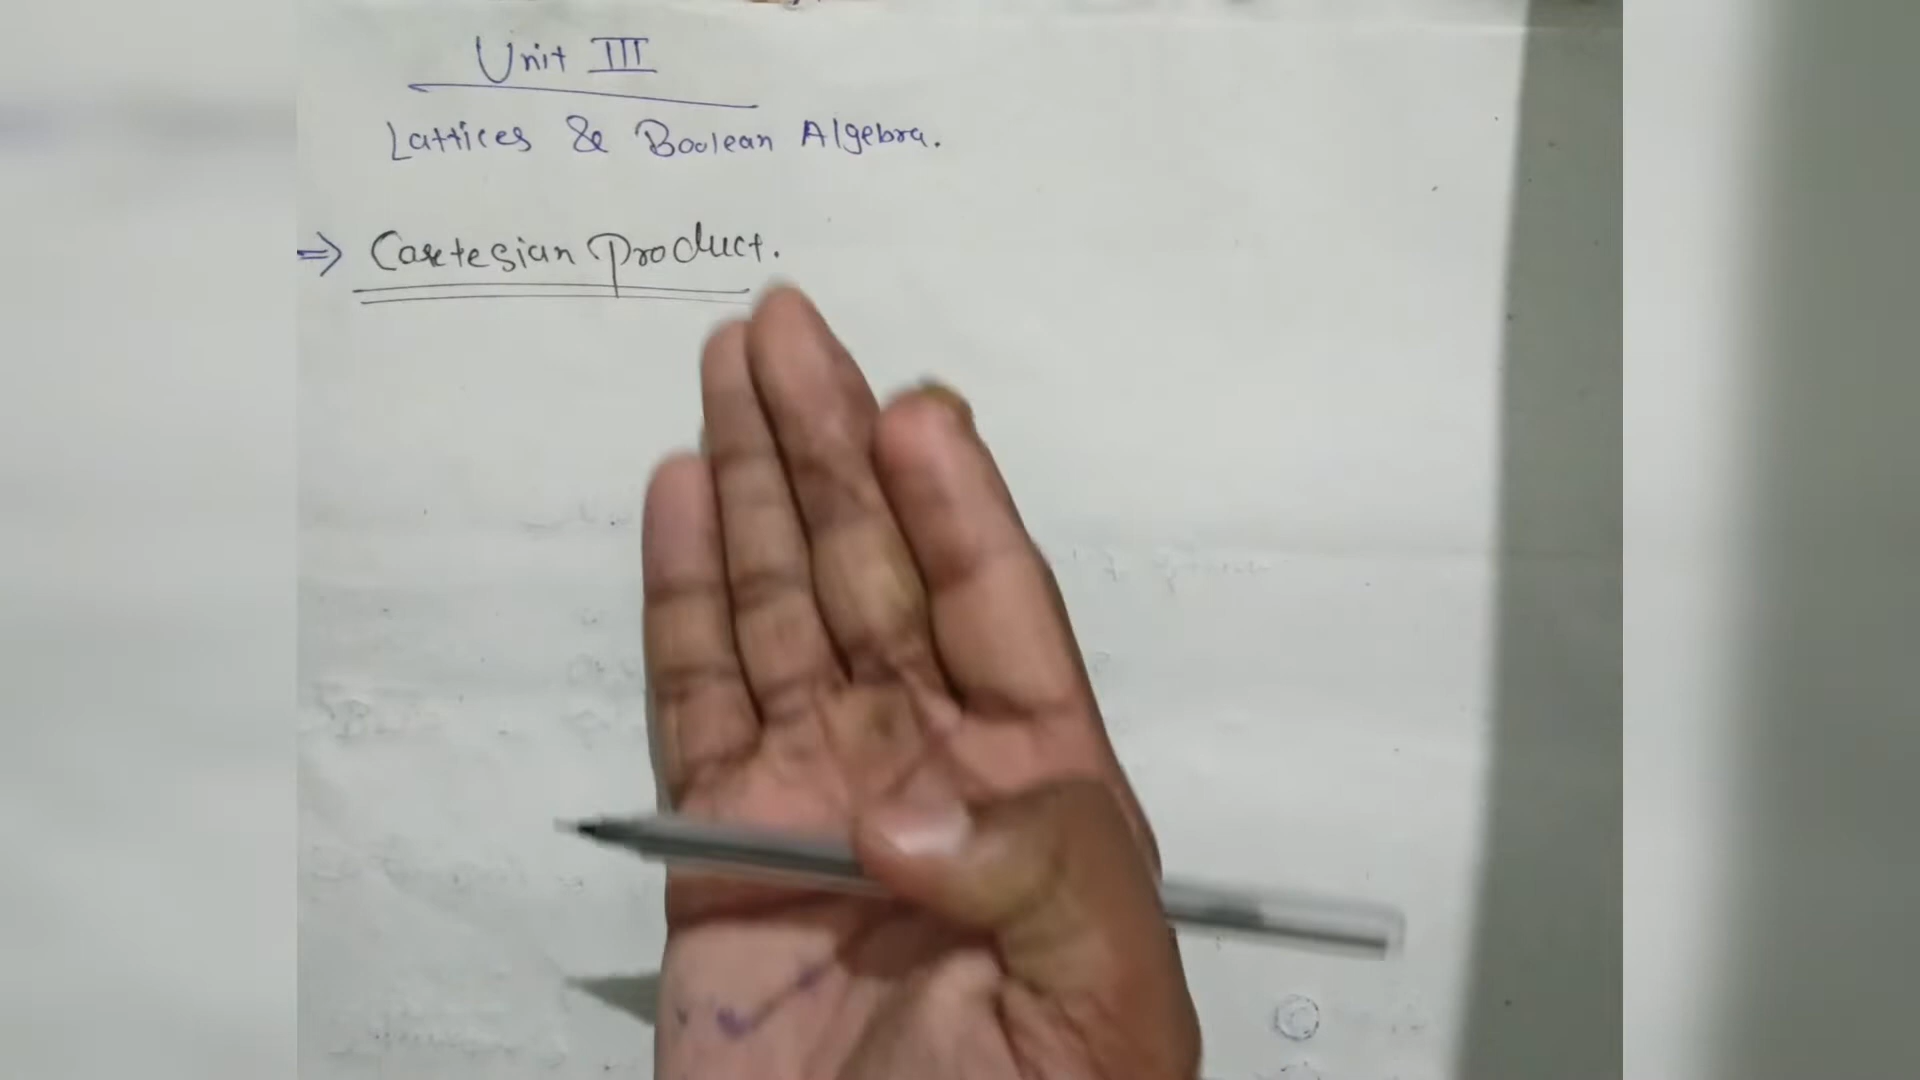 Unit III
Lattices & Boolean Algebra.
⇒ Cartesian Product.